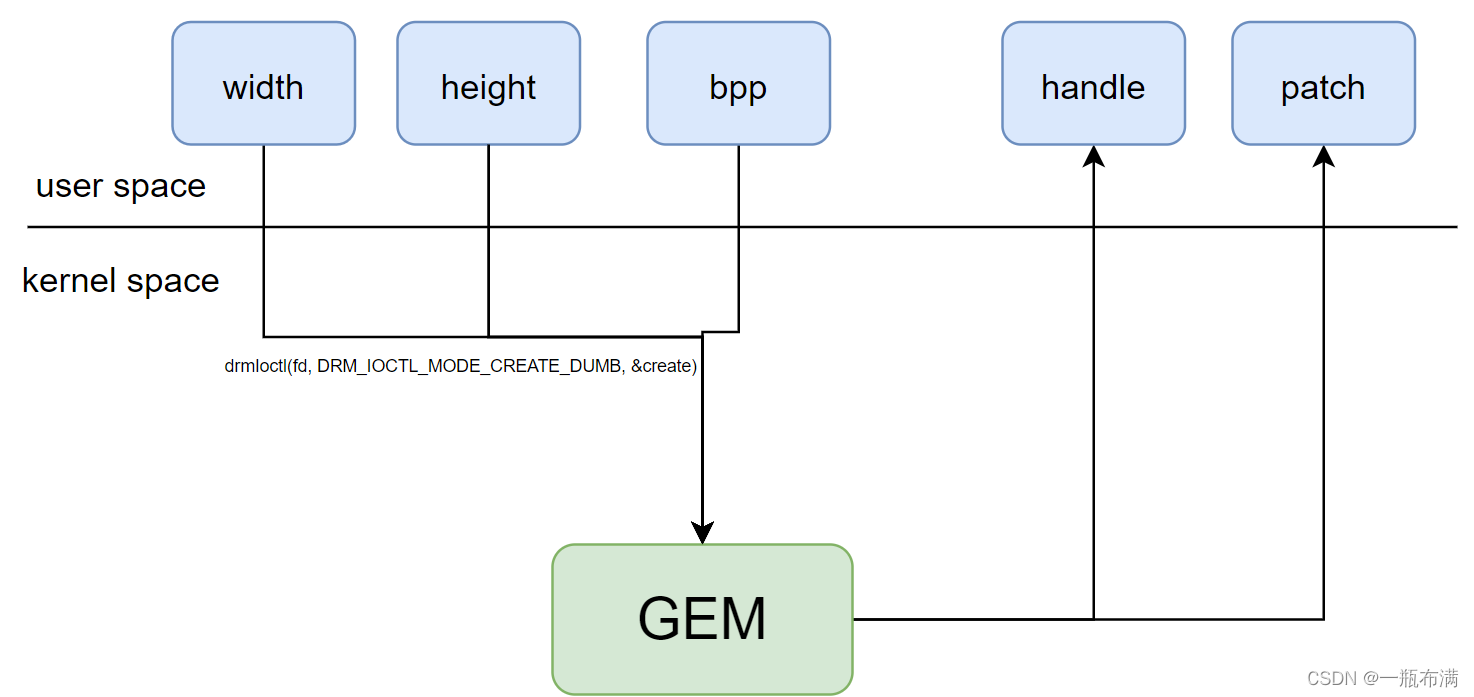 width
height
bpp
handle
patch
user space
kernel space
drmIoctl(fd, DRM_IOCTL_MODE_CREATE_DUMB, &create)
GEM
CSDN @一瓶布满